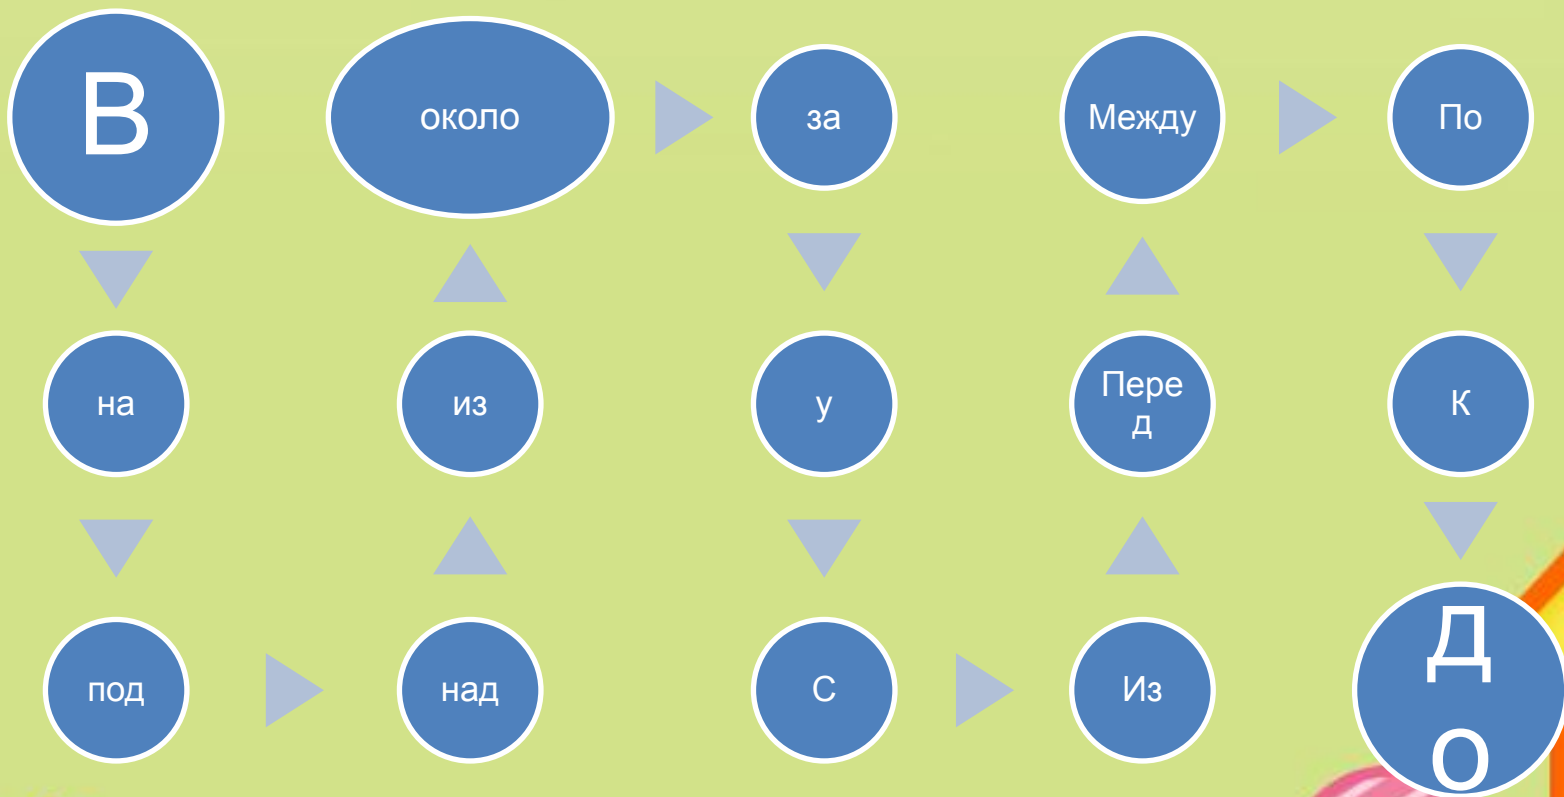 В
на
под
над
из
около
за
у
С
Из
Пере
д
Между
По
К
Д
о